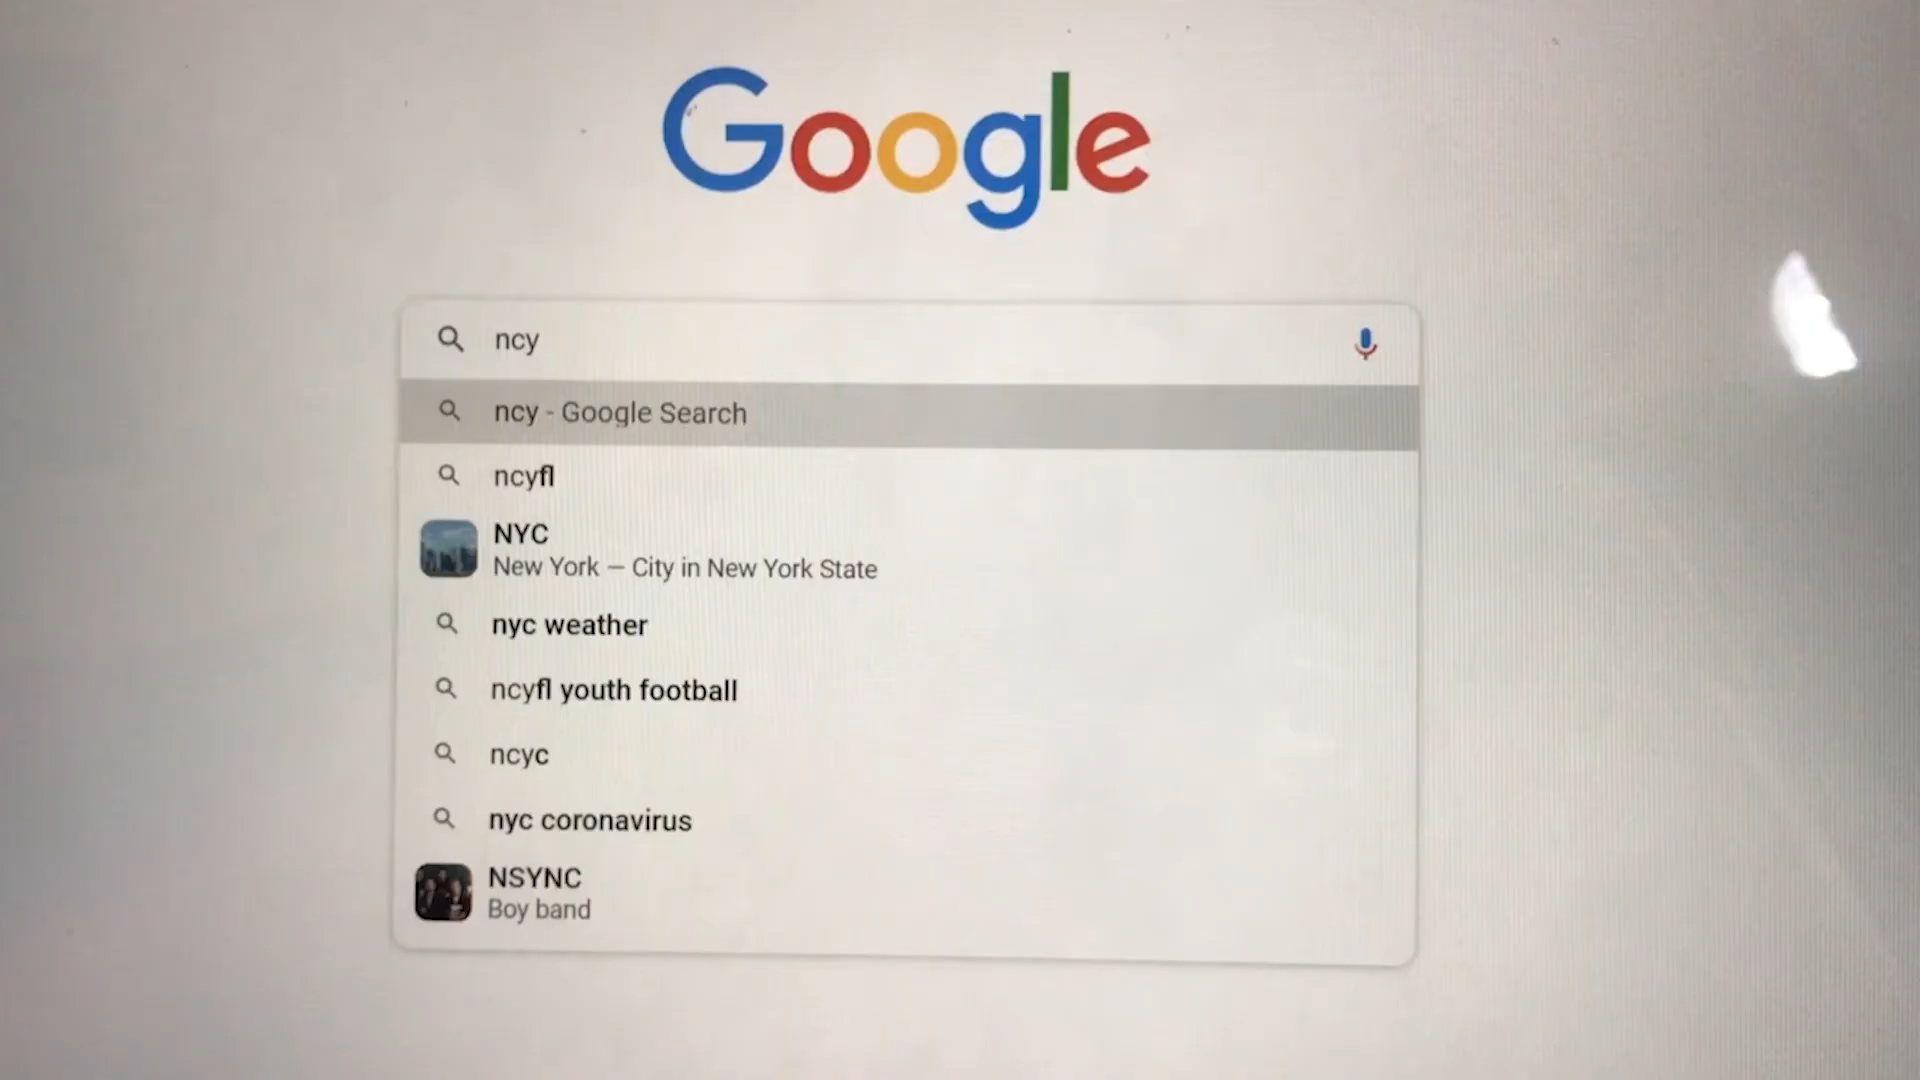 Google
ncy
ncy - Google Search
ncyfl
NYC
New York — City in New York State
nyc weather
ncyfl youth football
ncyc
nyc coronavirus
NSYNC
Boy band